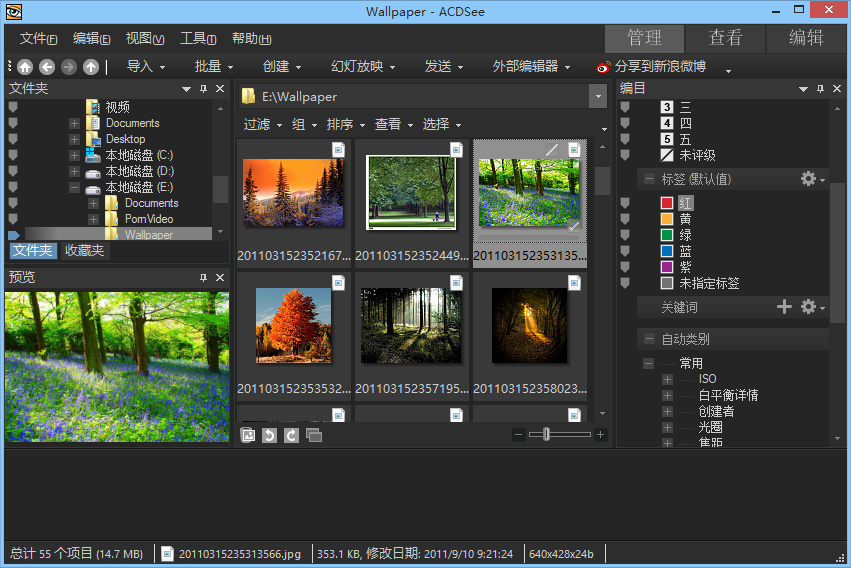 Wallpaper - ACDSee
文件(F) 编辑(E) 视图(V) 工具(T) 帮助(H)
管理 查看 编辑
导入 批量 创建 幻灯放映 发送 外部编辑器 分享到新浪微博
文件夹
视频
Documents
Desktop
本地磁盘 (C:)
本地磁盘 (D:)
本地磁盘 (E:)
Documents
PornVideo
Wallpaper
文件夹 收藏夹
预览
E:\Wallpaper
过滤 组 排序 查看 选择
201103152352167... 201103152352449... 201103152353135...
201103152353532... 201103152357195... 201103152358023...
编目
3 三
4 四
5 五
未评级
标签 (默认值)
红
黄
绿
蓝
紫
未指定标签
关键词
自动类别
常用
ISO
白平衡详情
创建者
光圈
焦距
总计 55 个项目 (14.7 MB) 20110315235313566.jpg 353.1 KB, 修改日期: 2011/9/10 9:21:24 640x428x24b